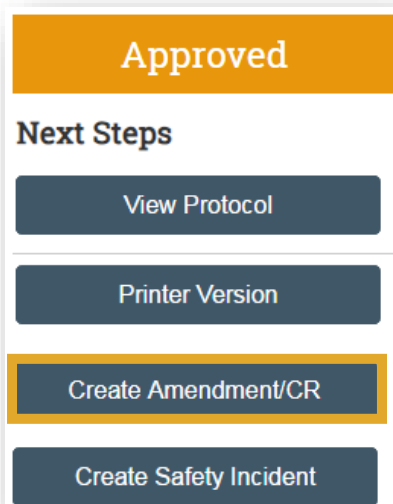 Approved
Next Steps
View Protocol
Printer Version
Create Amendment/CR
Create Safety Incident